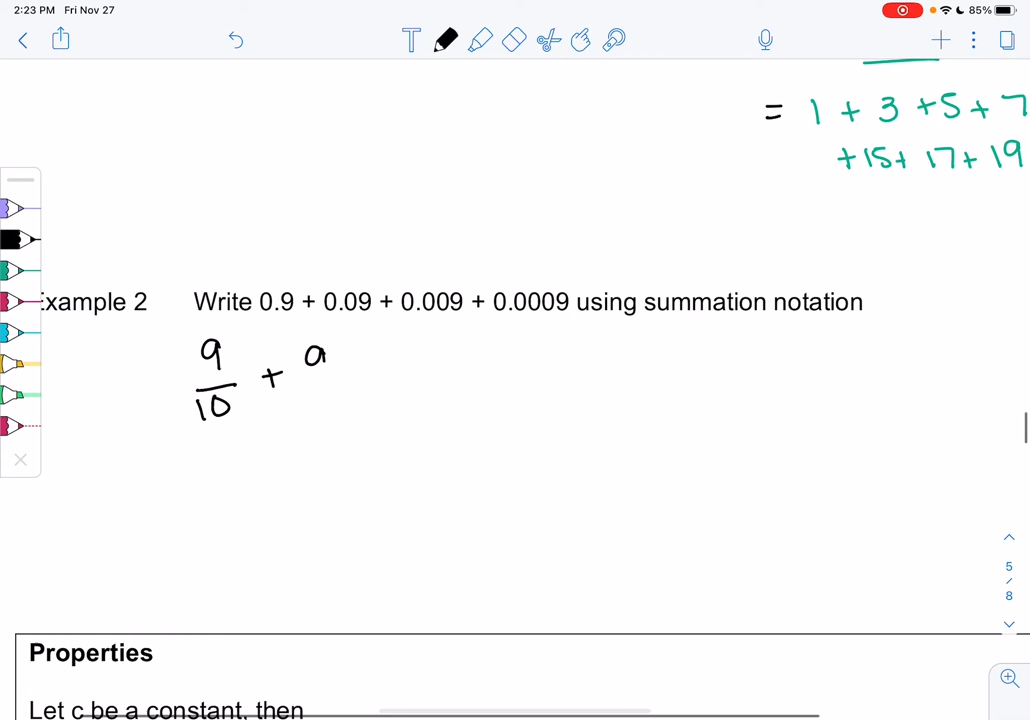 2:23 PM Fri Nov 27 85%
T
= 1 + 3 + 5 + 7
+ 15 + 17 + 19
Example 2 Write 0.9 + 0.09 + 0.009 + 0.0009 using summation notation
9/10 + 9
5
/
8
Properties
Let c be a constant, then